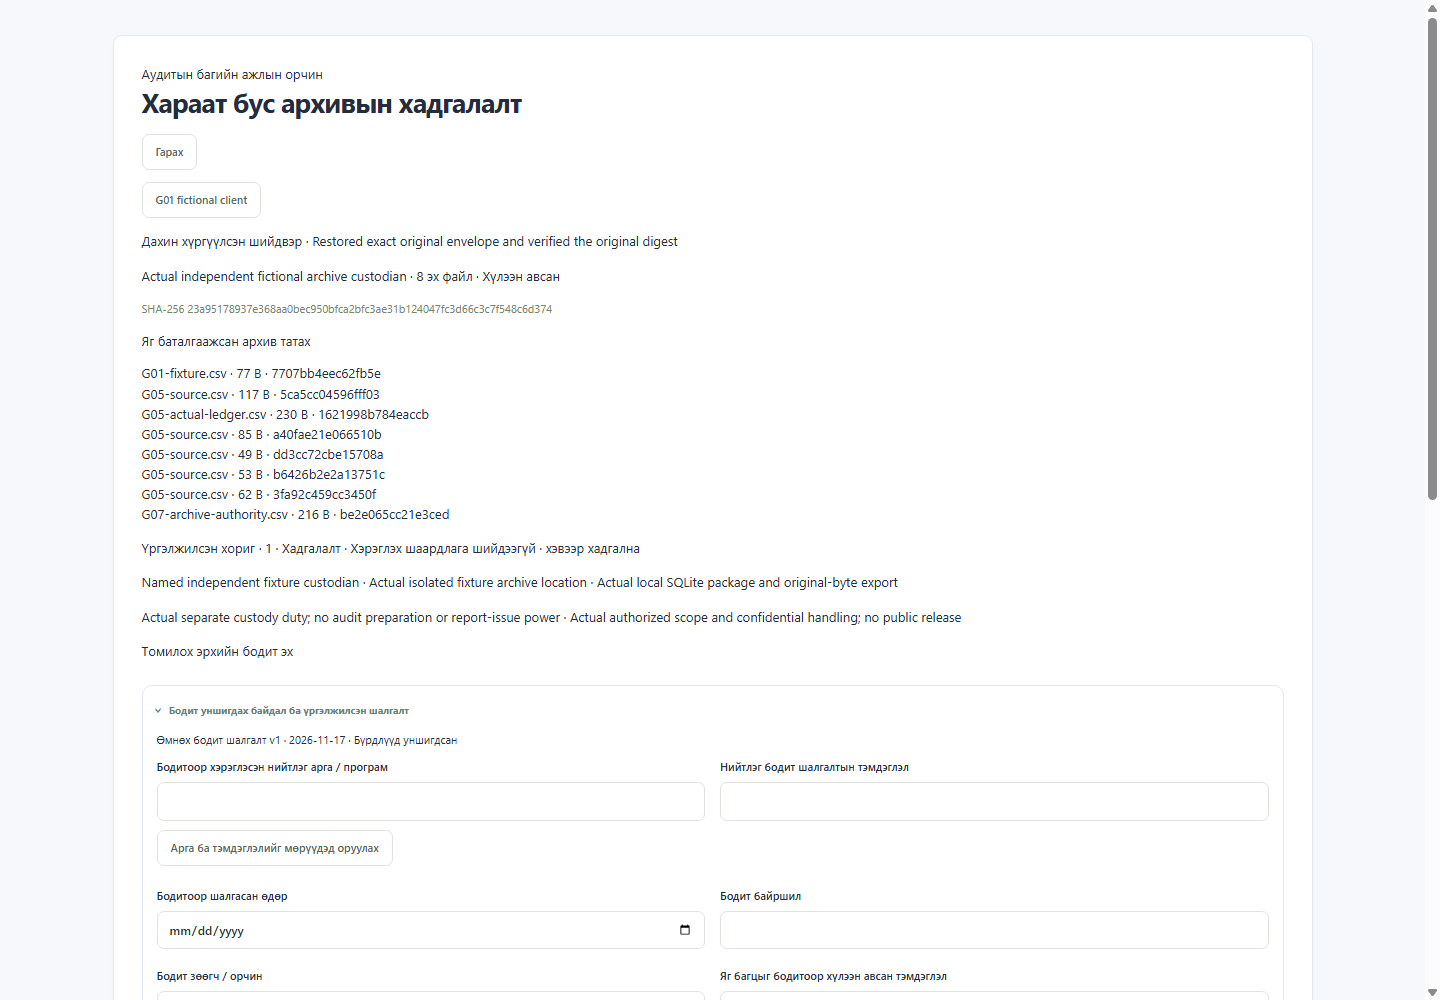 Аудитын багийн ажлын орчин
Хараат бус архивын хадгалалт
Гарах
G01 fictional client
Дахин хүргүүлсэн шийдвэр · Restored exact original envelope and verified the original digest
Actual independent fictional archive custodian · 8 эх файл · Хүлээн авсан
SHA-256 23a95178937e368aa0bec950bfca2bfc3ae31b124047fc3d66c3c7f548c6d374
Яг баталгаажсан архив татах
G01-fixture.csv · 77 B · 7707bb4eec62fb5e
G05-source.csv · 117 B · 5ca5cc04596fff03
G05-actual-ledger.csv · 230 B · 1621998b784eaccb
G05-source.csv · 85 B · a40fae21e066510b
G05-source.csv · 49 B · dd3cc72cbe15708a
G05-source.csv · 53 B · b6426b2e2a13751c
G05-source.csv · 62 B · 3fa92c459cc3450f
G07-archive-authority.csv · 216 B · be2e065cc21e3ced
Үргэлжилсэн хориг · 1 · Хадгалалт · Хэрэглэх шаардлага шийдээгүй · хэвээр хадгална
Named independent fixture custodian · Actual isolated fixture archive location · Actual local SQLite package and original-byte export
Actual separate custody duty; no audit preparation or report-issue power · Actual authorized scope and confidential handling; no public release
Томилох эрхийн бодит эх
Бодит уншигдах байдал ба үргэлжилсэн шалгалт
Өмнөх бодит шалгалт v1 · 2026-11-17 · Бүрдлүүд уншигдсан
Бодитоор хэрэглэсэн нийтлэг арга / програм
Нийтлэг бодит шалгалтын тэмдэглэл
Арга ба тэмдэглэлийг мөрүүдэд оруулах
Бодитоор шалгасан өдөр
Бодит байршил
mm/dd/yyyy
Бодит зөөгч / орчин
Яг багцыг бодитоор хүлээн авсан тэмдэглэл